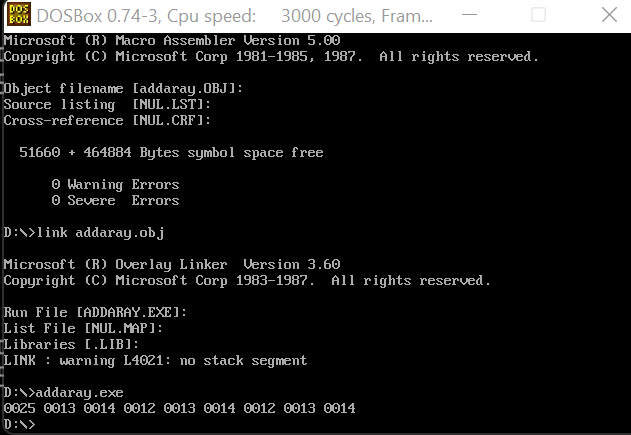 DOS
BOX
DOSBox 0.74-3, Cpu speed: 3000 cycles, Fram...
Microsoft (R) Macro Assembler Version 5.00
Copyright (C) Microsoft Corp 1981-1985, 1987. All rights reserved.
Object filename [addaray.OBJ]:
Source listing [NUL.LST]:
Cross-reference [NUL.CRF]:
51660 + 464884 Bytes symbol space free
0 Warning Errors
0 Severe Errors
D:\>link addaray.obj
Microsoft (R) Overlay Linker Version 3.60
Copyright (C) Microsoft Corp 1983-1987. All rights reserved.
Run File [ADDARAY.EXE]:
List File [NUL.MAP]:
Libraries [.LIB]:
LINK : warning L4021: no stack segment
D:\>addaray.exe
0025 0013 0014 0012 0013 0014 0012 0013 0014
D:\>